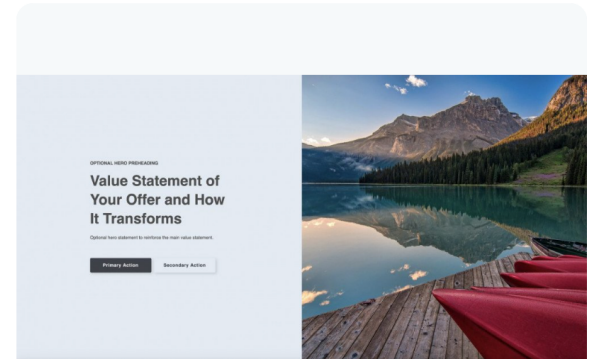 OPTIONAL HERO PREHEADING
Value Statement of
Your Offer and How
It Transforms
Optional hero statement to reinforce the main value statement.
Primary Action
Secondary Action